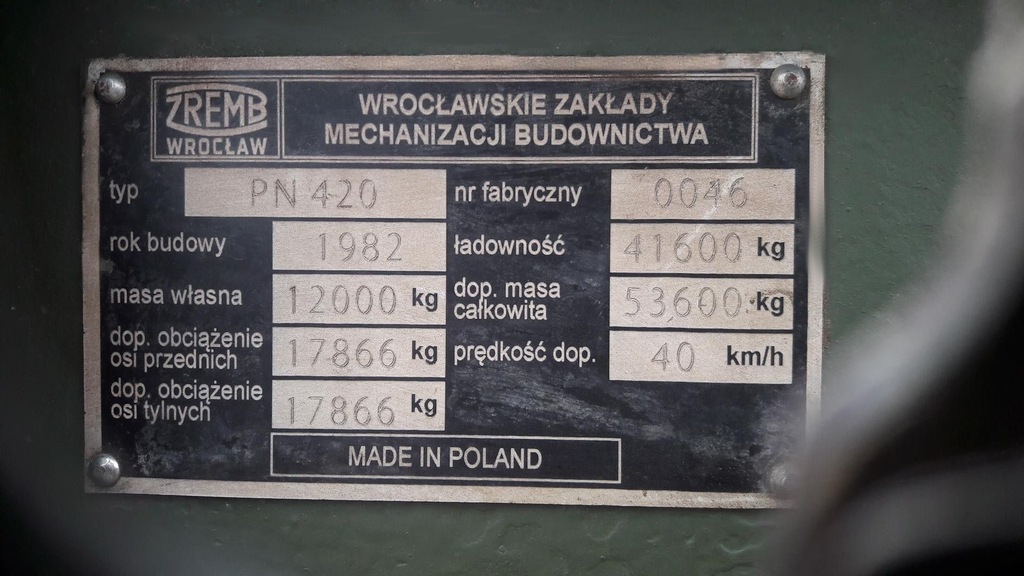 ZREMB
WROCŁAW
WROCŁAWSKIE ZAKŁADY
MECHANIZACJI BUDOWNICTWA
typ PN 420 nr fabryczny 0046
rok budowy 1982 ładowność 41600 kg
masa własna 12000 kg dop. masa całkowita 53600 kg
dop. obciążenie osi przednich 17866 kg prędkość dop. 40 km/h
dop. obciążenie osi tylnych 17866 kg
MADE IN POLAND